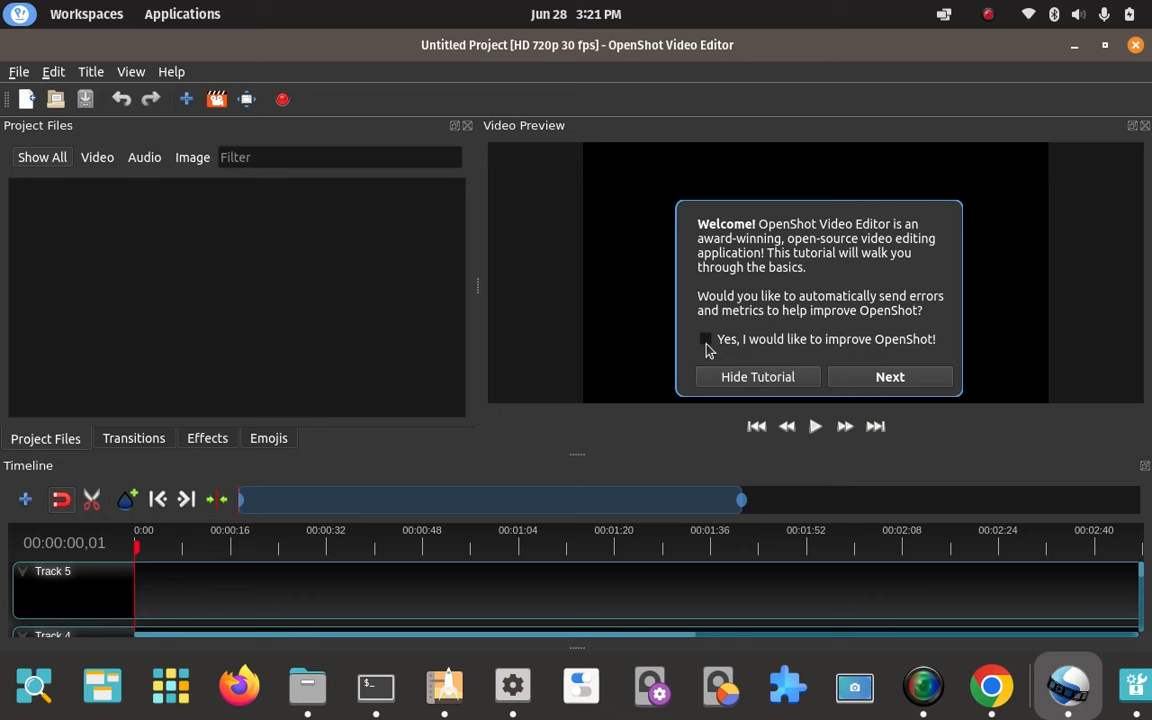 Workspaces Applications Jun 28 3:21 PM
Untitled Project [HD 720p 30 fps] - OpenShot Video Editor
File Edit Title View Help
Project Files Video Preview
Show All Video Audio Image Filter
Welcome! OpenShot Video Editor is an
award-winning, open-source video editing
application! This tutorial will walk you
through the basics.
Would you like to automatically send errors
and metrics to help improve OpenShot?
Yes, I would like to improve OpenShot!
Hide Tutorial Next
Project Files Transitions Effects Emojis
Timeline
00:00:00,01 0:00 00:00:16 00:00:32 00:00:48 00:01:04 00:01:20 00:01:36 00:01:52 00:02:08 00:02:24 00:02:40
Track 5
Track 4